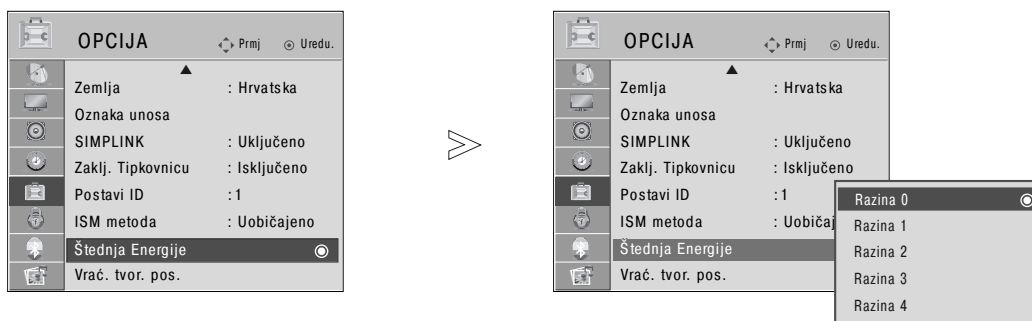 OPCIJA
Prmj
Uredu.
Zemlja : Hrvatska
Oznaka unosa
SIMPLINK : Uključeno
Zaklj. Tipkovnicu : Isključeno
Postavi ID :1
ISM metoda : Uobičajeno
Štednja Energije
Vrać. tvor. pos.
OPCIJA
Prmj
Uredu.
Zemlja : Hrvatska
Oznaka unosa
SIMPLINK : Uključeno
Zaklj. Tipkovnicu : Isključeno
Postavi ID :1
ISM metoda : Uobičaj
Štednja Energije
Vrać. tvor. pos.
Razina 0
Razina 1
Razina 2
Razina 3
Razina 4